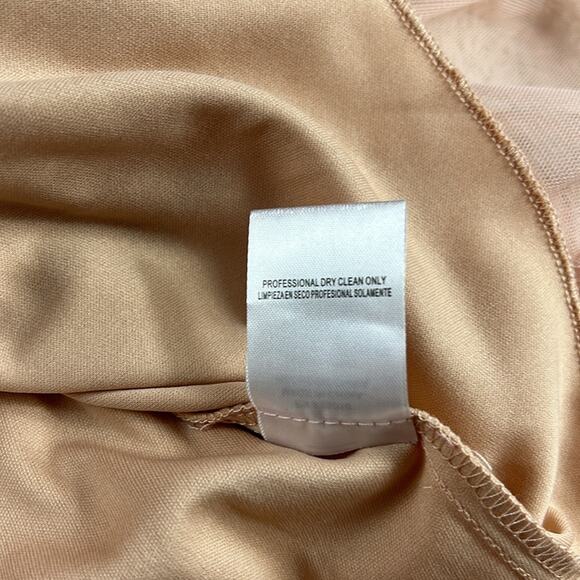 PROFESSIONAL DRY CLEAN ONLY
LIMPIEZA EN SECO PROFESIONAL SOLAMENTE